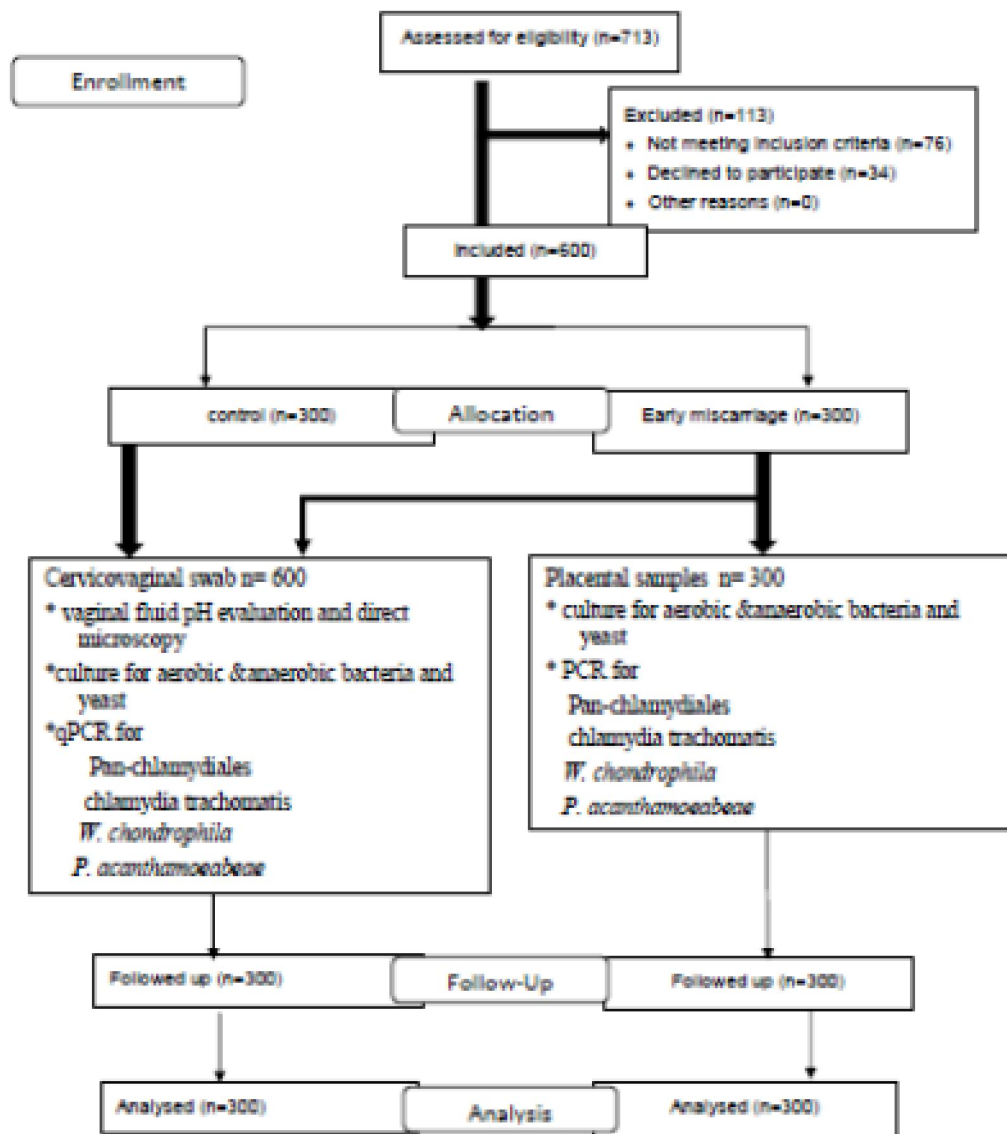 Assessed for eligibility (n=713)
Enrollment
Excluded (n=113)
• Not meeting inclusion criteria (n=76)
• Declined to participate (n=34)
• Other reasons (n=0)
Included (n=600)
control (n=300)
Allocation
Early miscarriage (n=300)
Cervicovaginal swab n= 600
* vaginal fluid pH evaluation and direct
microscopy
*culture for aerobic &anaerobic bacteria and
yeast
*qPCR for
Pan-chlamydiales
chlamydia trachomatis
W. chondrophila
P. acanthamoeabeae
Placental samples n= 300
* culture for aerobic &anaerobic bacteria and
yeast
* PCR for
Pan-chlamydiales
chlamydia trachomatis
W. chondrophila
P. acanthamoeabeae
Followed up (n=300)
Follow-Up
Followed up (n=300)
Analysed (n=300)
Analysis
Analysed (n=300)